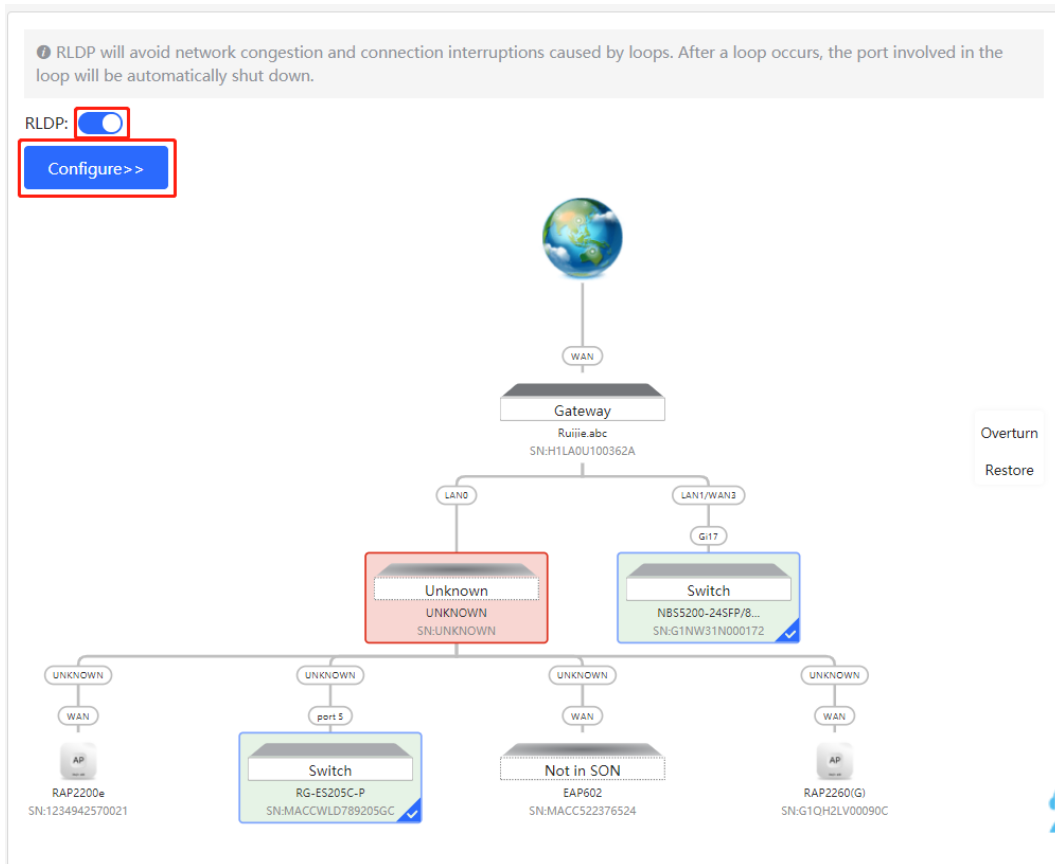 RLDP will avoid network congestion and connection interruptions caused by loops. After a loop occurs, the port involved in the
loop will be automatically shut down.
RLDP:
Configure>>
WAN
Gateway
Ruijie.abc
SN:H1LA0U100362A
Overturn
Restore
LAN0
LAN1/WAN3
Gi17
Unknown
UNKNOWN
SN:UNKNOWN
Switch
NBS5200-24SFP/8...
SN:G1NW31N000172
UNKNOWN
UNKNOWN
UNKNOWN
UNKNOWN
WAN
port 5
WAN
WAN
AP
AP
Switch
Not in SON
RAP2200e
RG-ES205C-P
EAP602
RAP2260(G)
SN:1234942570021
SN:MACCWLD789205GC
SN:MACC522376524
SN:G1QH2LV00090C